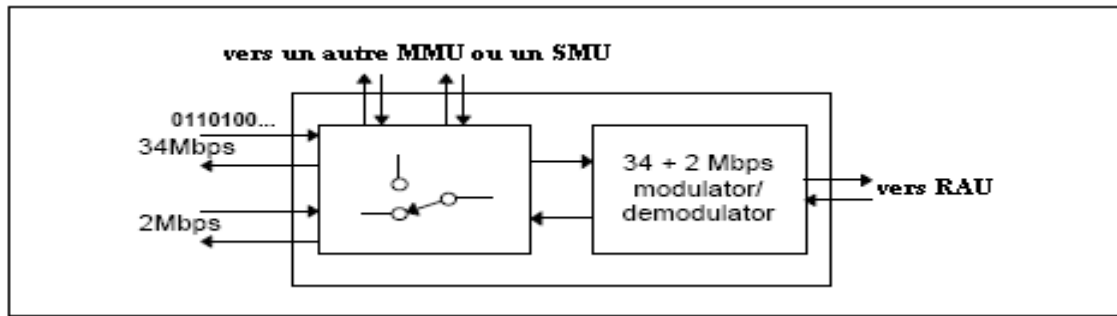 vers un autre MMU ou un SMU
0110100...
34Mbps
2Mbps
34 + 2 Mbps
modulator/
demodulator
vers RAU